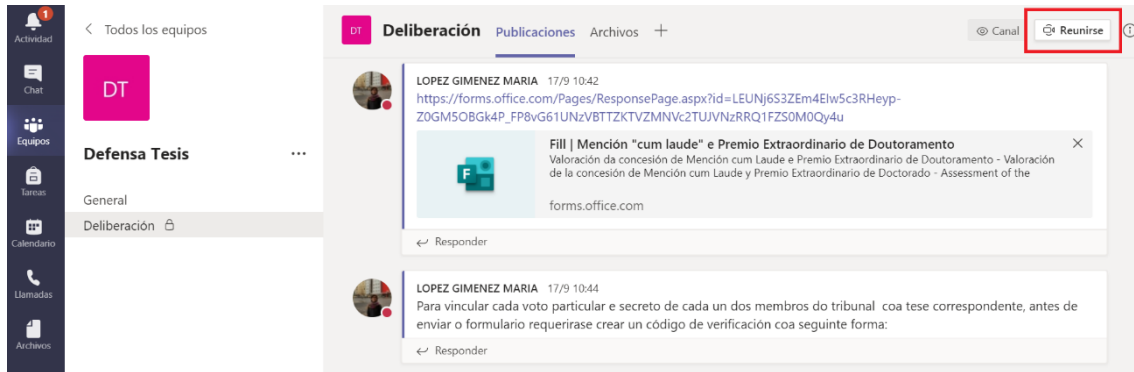 1
Actividad
Chat
Equipos
Tareas
Calendario
Llamadas
Archivos
Todos los equipos
DT
Defensa Tesis
General
Deliberación
DT Deliberación Publicaciones Archivos
Canal Reunirse
LOPEZ GIMENEZ MARIA 17/9 10:42
https://forms.office.com/Pages/ResponsePage.aspx?id=LEUNj6S3ZEm4EIw5c3RHeyp-
Z0GM5OBGk4P_FP8vG61UNzVBTTZKTVZMNVc2TUJVNzRRQ1FZS0M0Qy4u
F
Fill | Mención "cum laude" e Premio Extraordinario de Doutoramento
Valoración da concesión de Mención cum Laude e Premio Extraordinario de Doutoramento - Valoración
de la concesión de Mención cum Laude y Premio Extraordinario de Doctorado - Assessment of the
forms.office.com
Responder
LOPEZ GIMENEZ MARIA 17/9 10:44
Para vincular cada voto particular e secreto de cada un dos membros do tribunal coa tese correspondente, antes de
enviar o formulario requerirase crear un código de verificación coa seguinte forma:
Responder